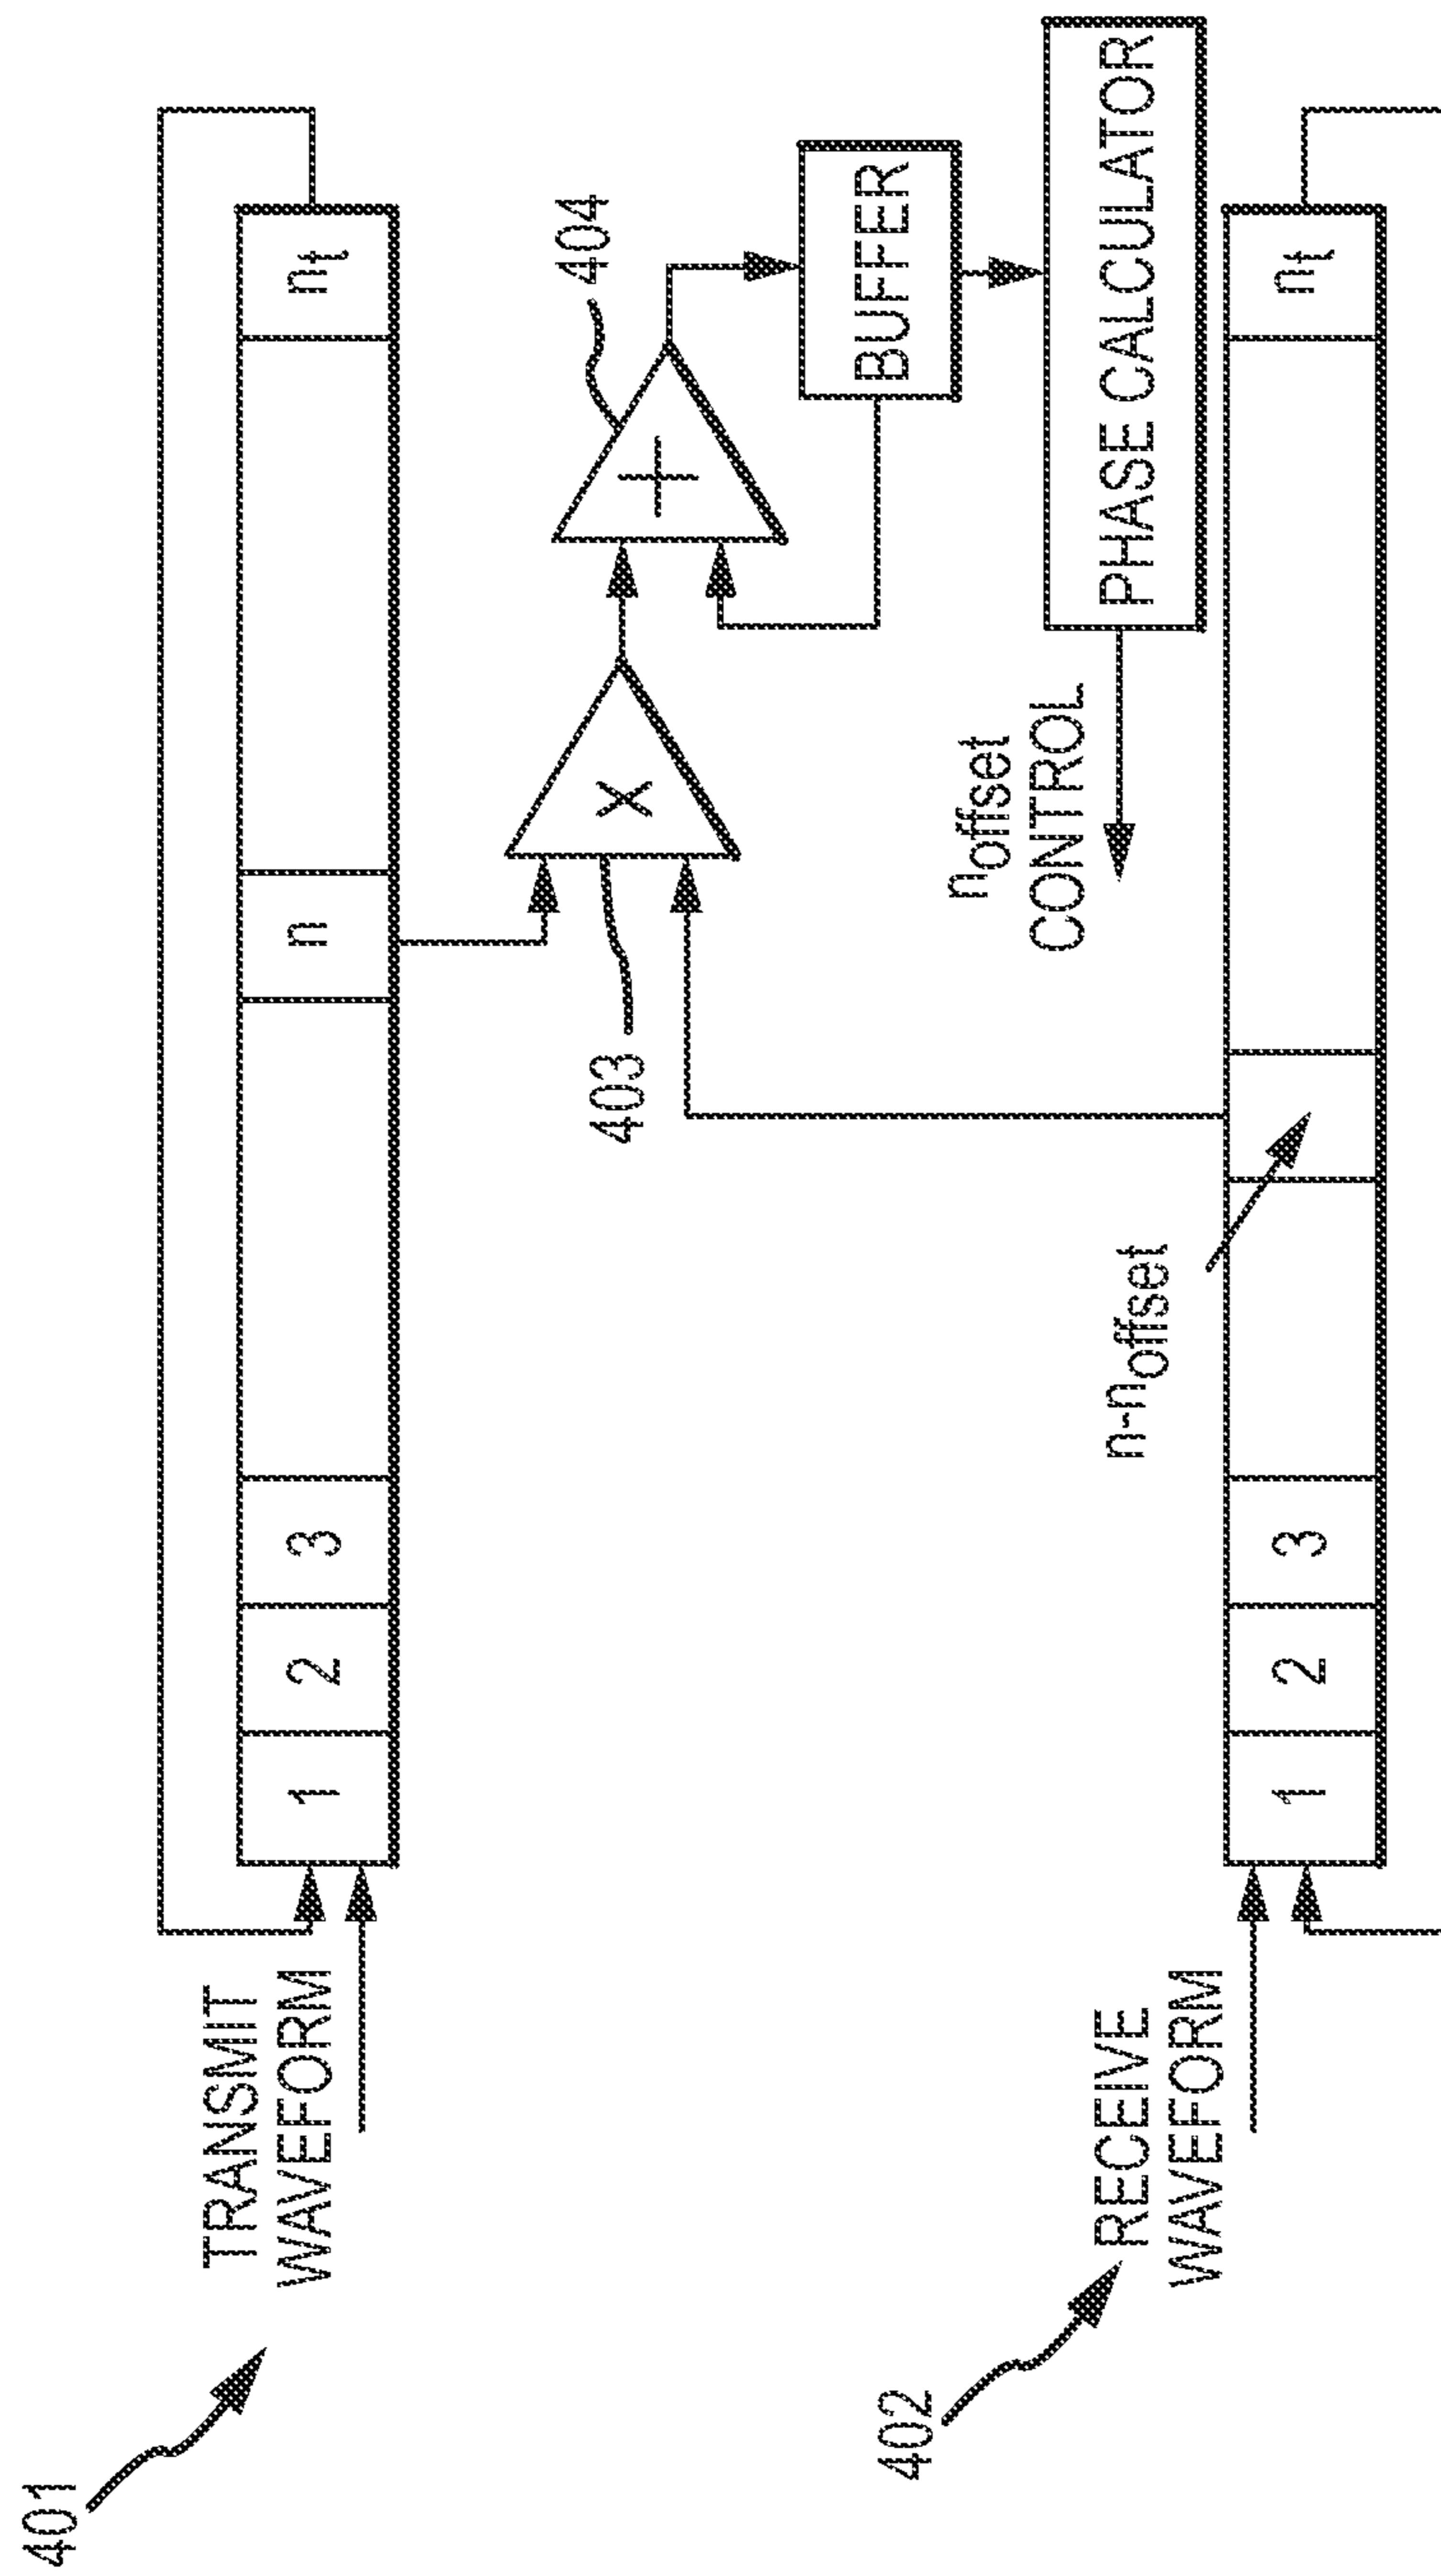 401
TRANSMIT
WAVEFORM
1
2
3
n
nt
403
X
404
+
BUFFER
noffset
CONTROL
PHASE CALCULATOR
402
RECEIVE
WAVEFORM
n-noffset
1
2
3
nt